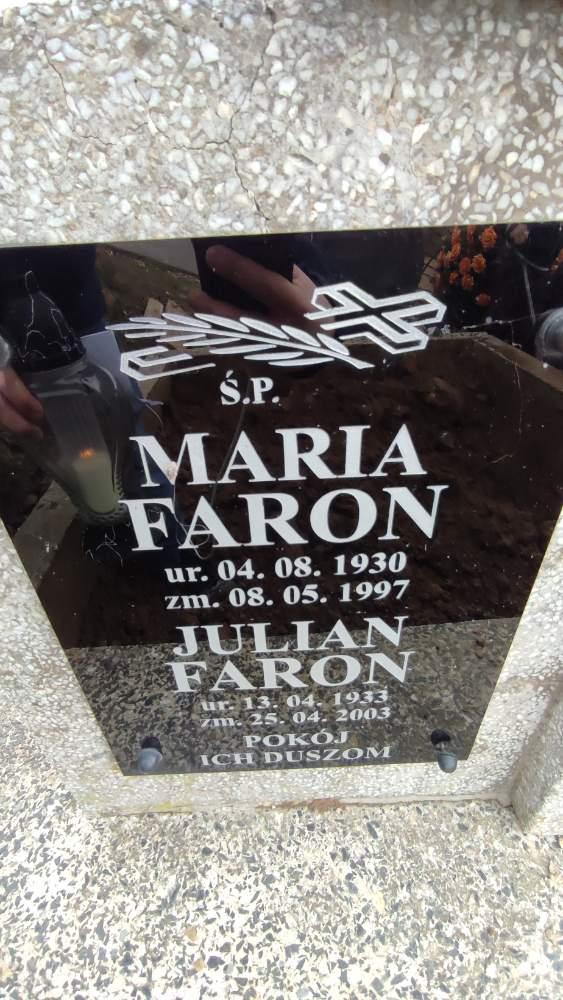 Ś.P.
MARIA
FARON
ur. 04. 08. 1930
zm. 08. 05. 1997
JULIAN
FARON
ur. 13. 04. 1933
zm. 25. 04. 2003
POKÓJ
ICH DUSZOM